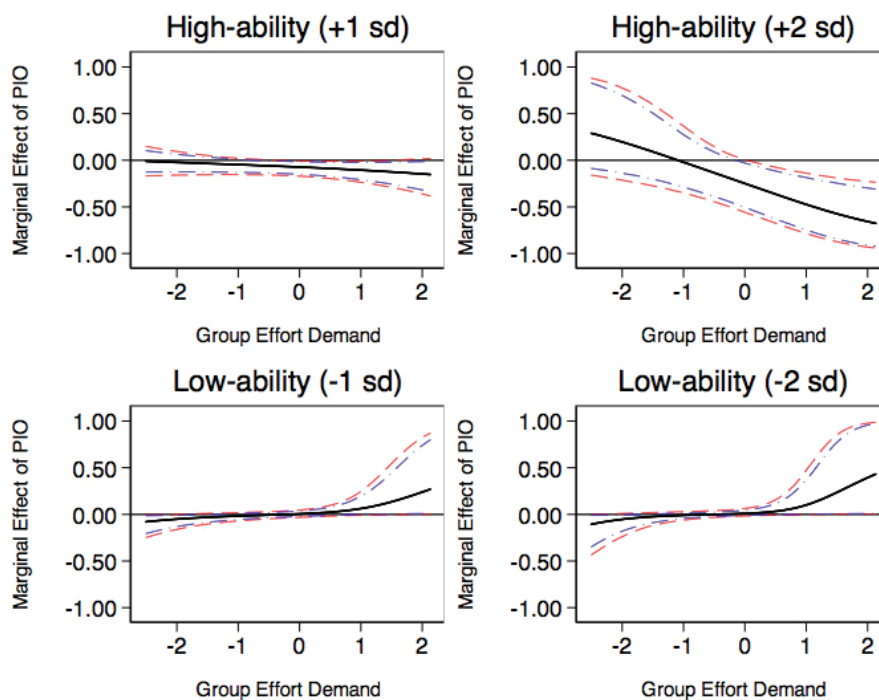 High-ability (+1 sd)
Marginal Effect of PIO
1.00
0.50
0.00
-0.50
-1.00
-2 -1 0 1 2
Group Effort Demand
High-ability (+2 sd)
Marginal Effect of PIO
1.00
0.50
0.00
-0.50
-1.00
-2 -1 0 1 2
Group Effort Demand
Low-ability (-1 sd)
Marginal Effect of PIO
1.00
0.50
0.00
-0.50
-1.00
-2 -1 0 1 2
Group Effort Demand
Low-ability (-2 sd)
Marginal Effect of PIO
1.00
0.50
0.00
-0.50
-1.00
-2 -1 0 1 2
Group Effort Demand